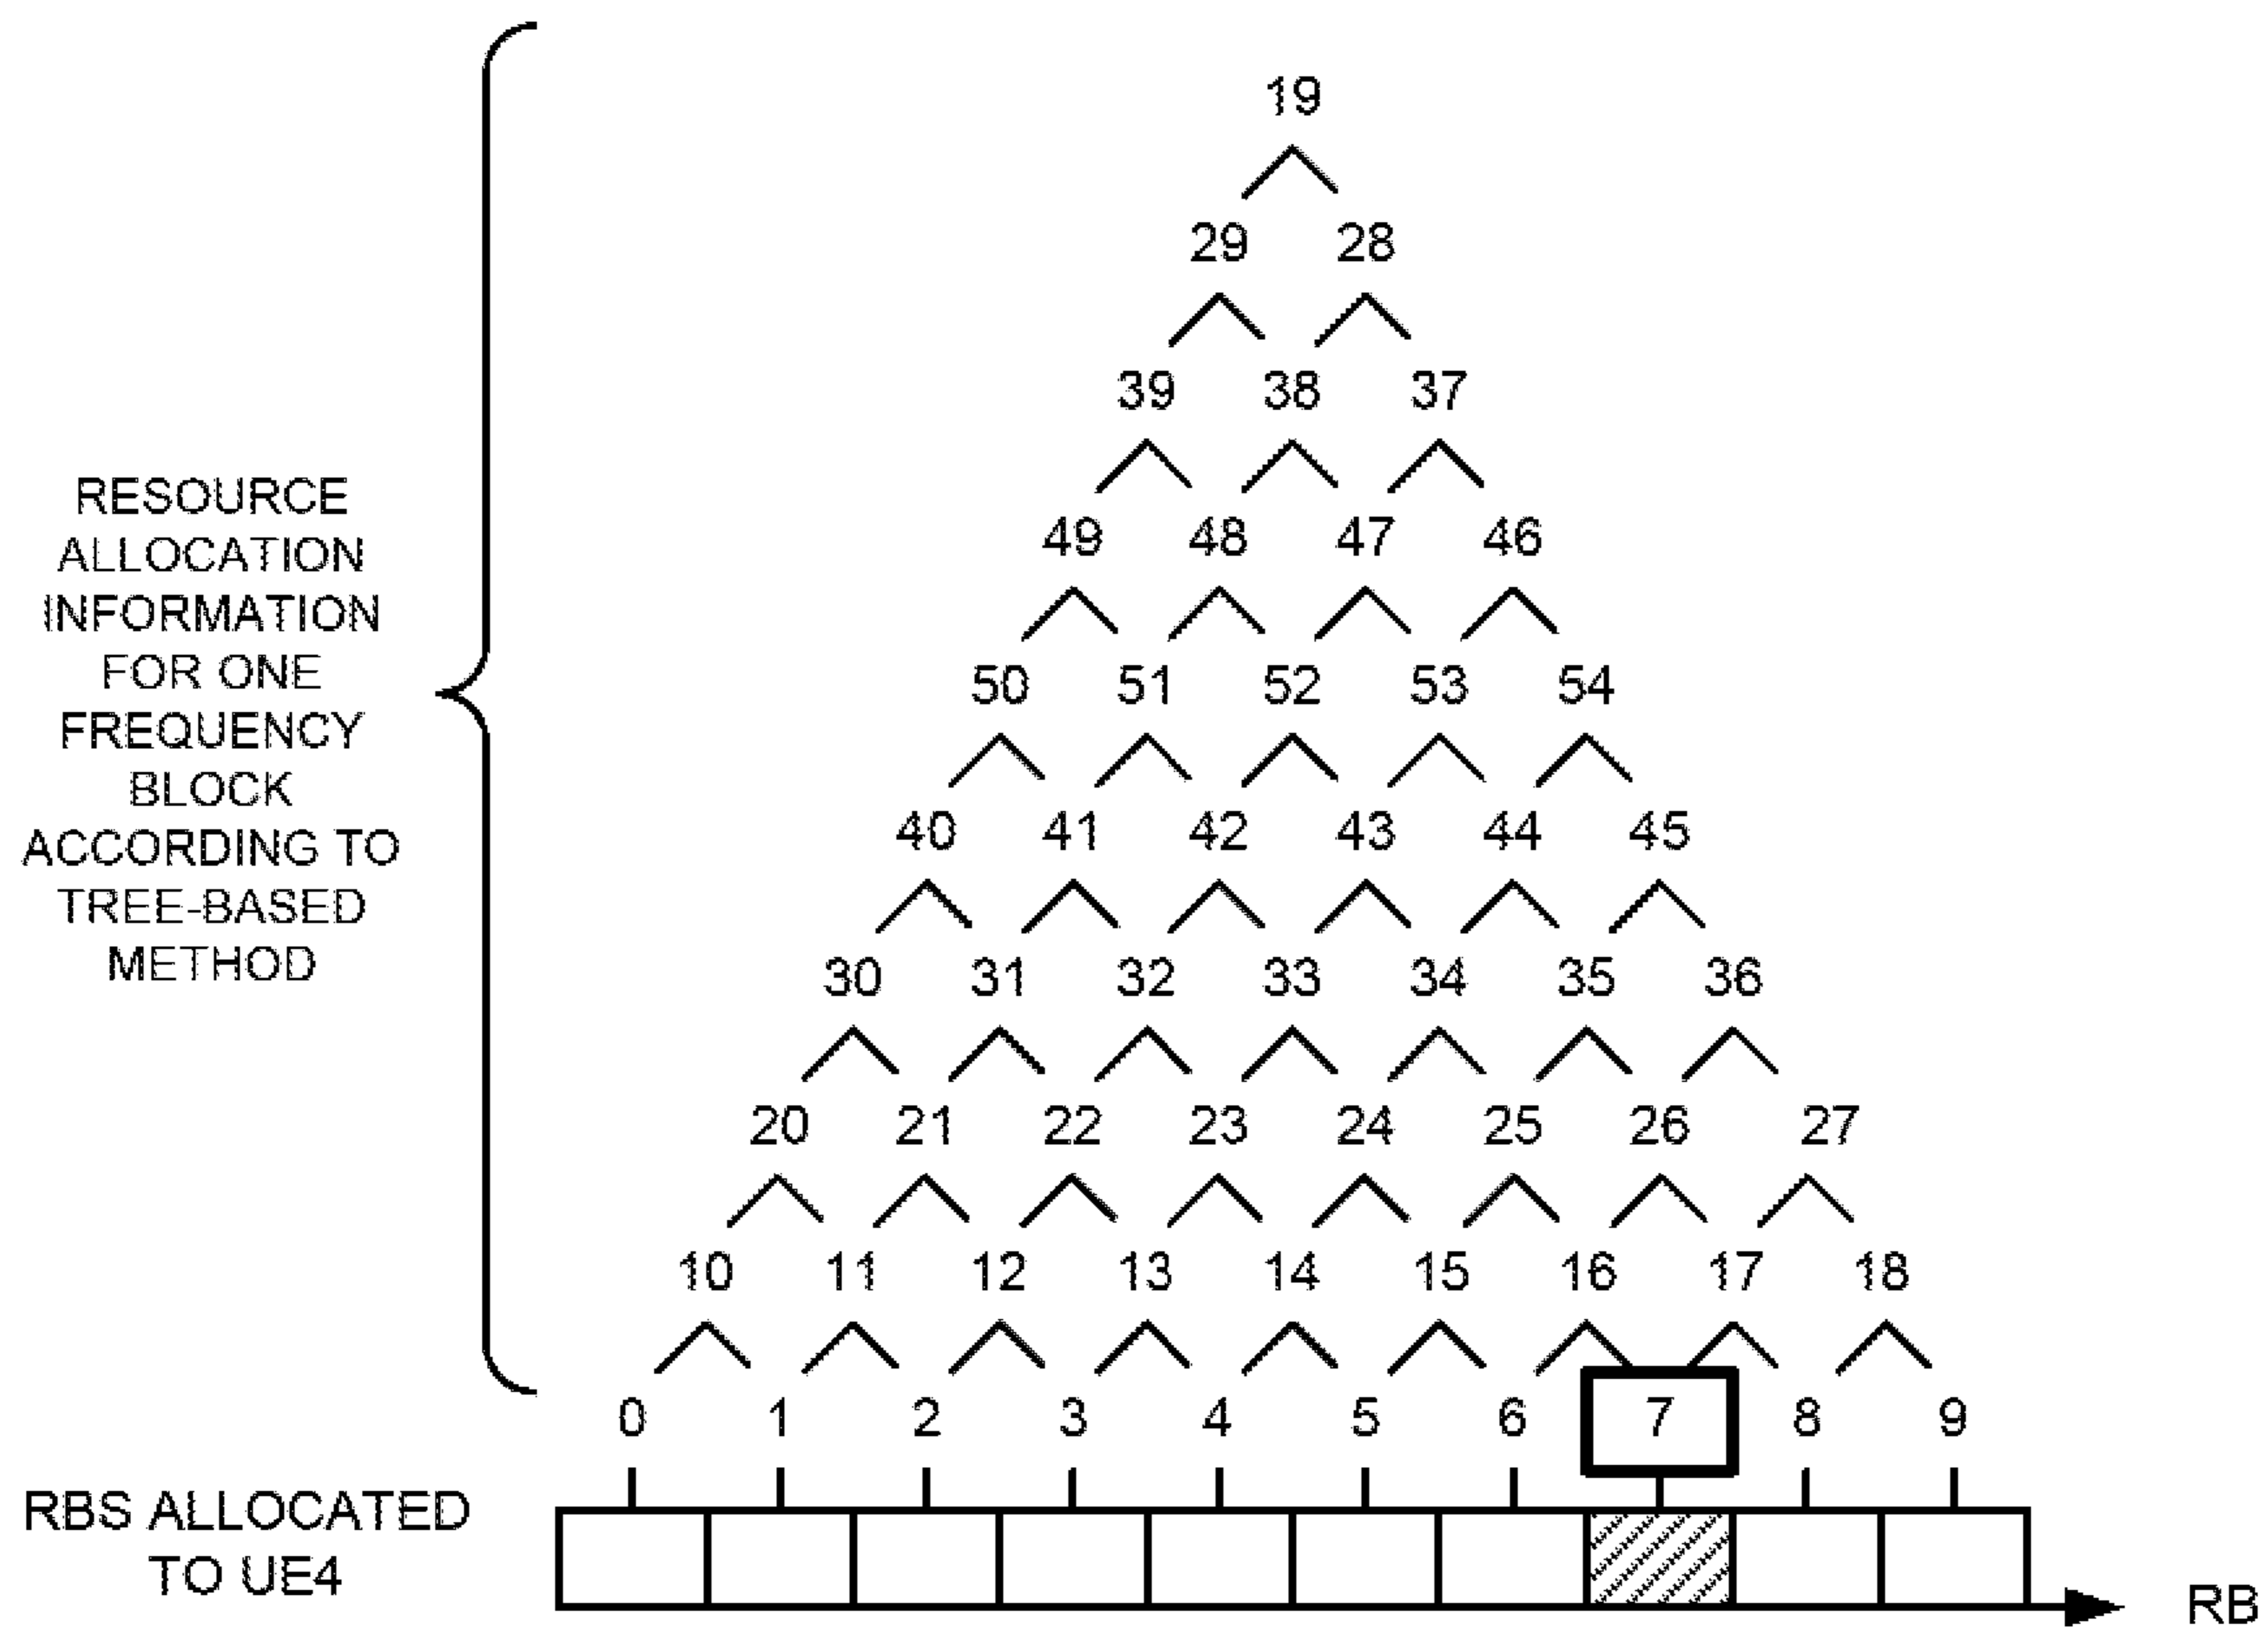 19
29 28
39 38 37
49 48 47 46
50 51 52 53 54
40 41 42 43 44 45
30 31 32 33 34 35 36
20 21 22 23 24 25 26 27
10 11 12 13 14 15 16 17 18
0 1 2 3 4 5 6 7 8 9
RESOURCE
ALLOCATION
INFORMATION
FOR ONE
FREQUENCY
BLOCK
ACCORDING TO
TREE-BASED
METHOD
RBS ALLOCATED
TO UE4
RB